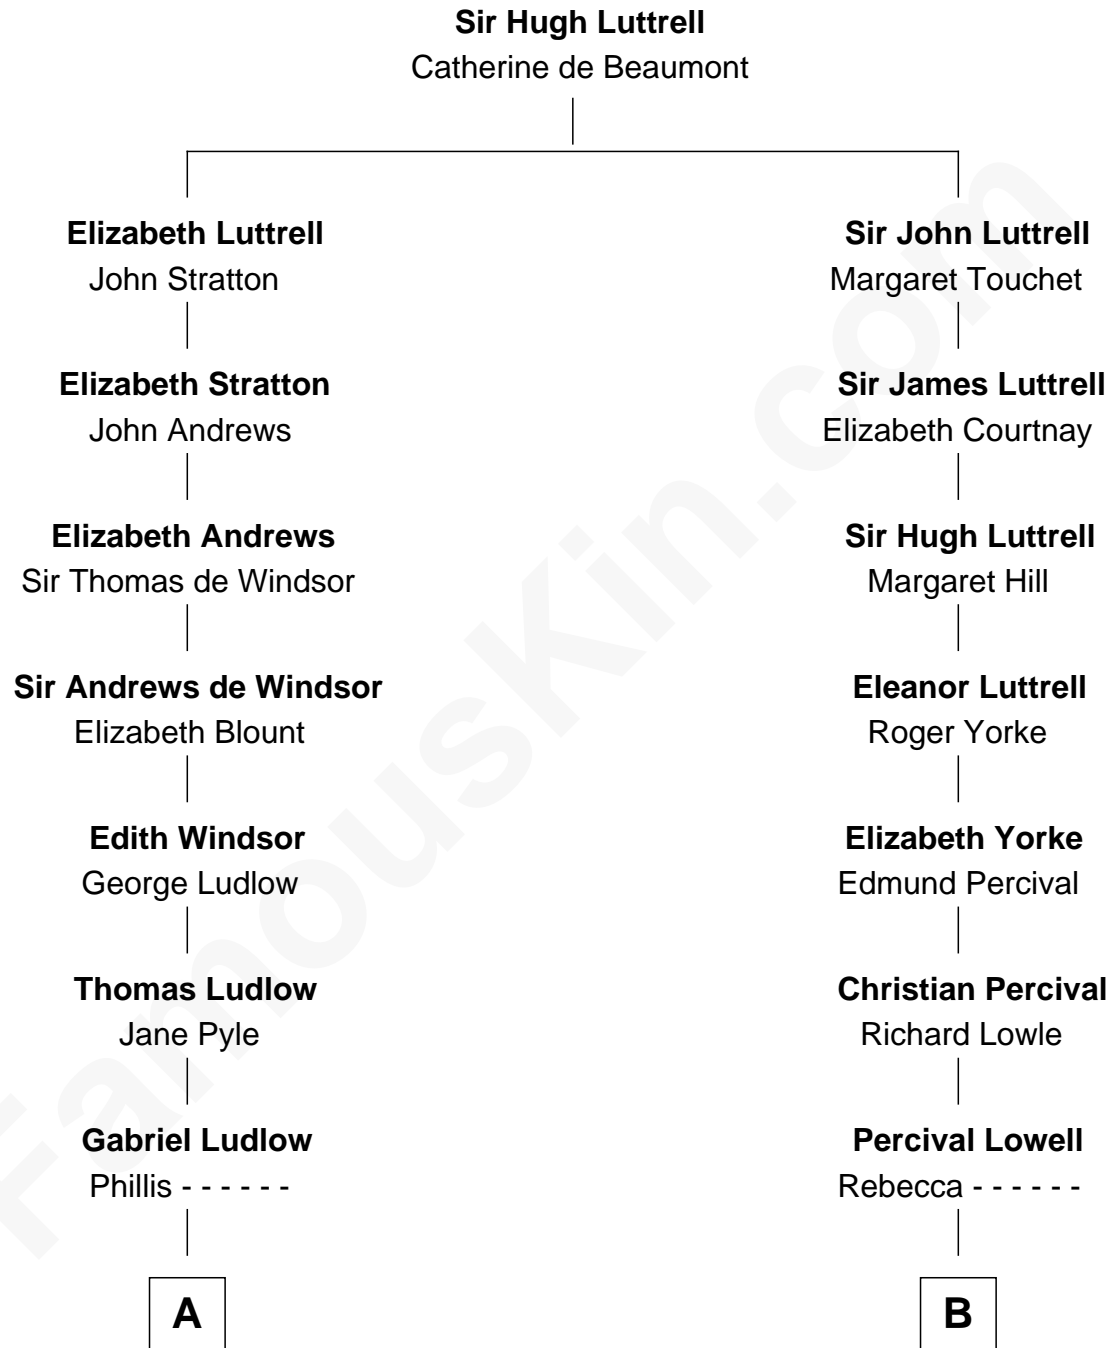 Sir Hugh Luttrell
Catherine de Beaumont
Elizabeth Luttrell
John Stratton
Sir John Luttrell
Margaret Touchet
Elizabeth Stratton
John Andrews
Sir James Luttrell
Elizabeth Courtnay
Elizabeth Andrews
Sir Thomas de Windsor
Sir Hugh Luttrell
Margaret Hill
Sir Andrews de Windsor
Elizabeth Blount
Eleanor Luttrell
Roger Yorke
Edith Windsor
George Ludlow
Elizabeth Yorke
Edmund Percival
Thomas Ludlow
Jane Pyle
Christian Percival
Richard Lowle
Gabriel Ludlow
Phillis - - - - - -
Percival Lowell
Rebecca - - - - - -
A
B
FamousKin.com